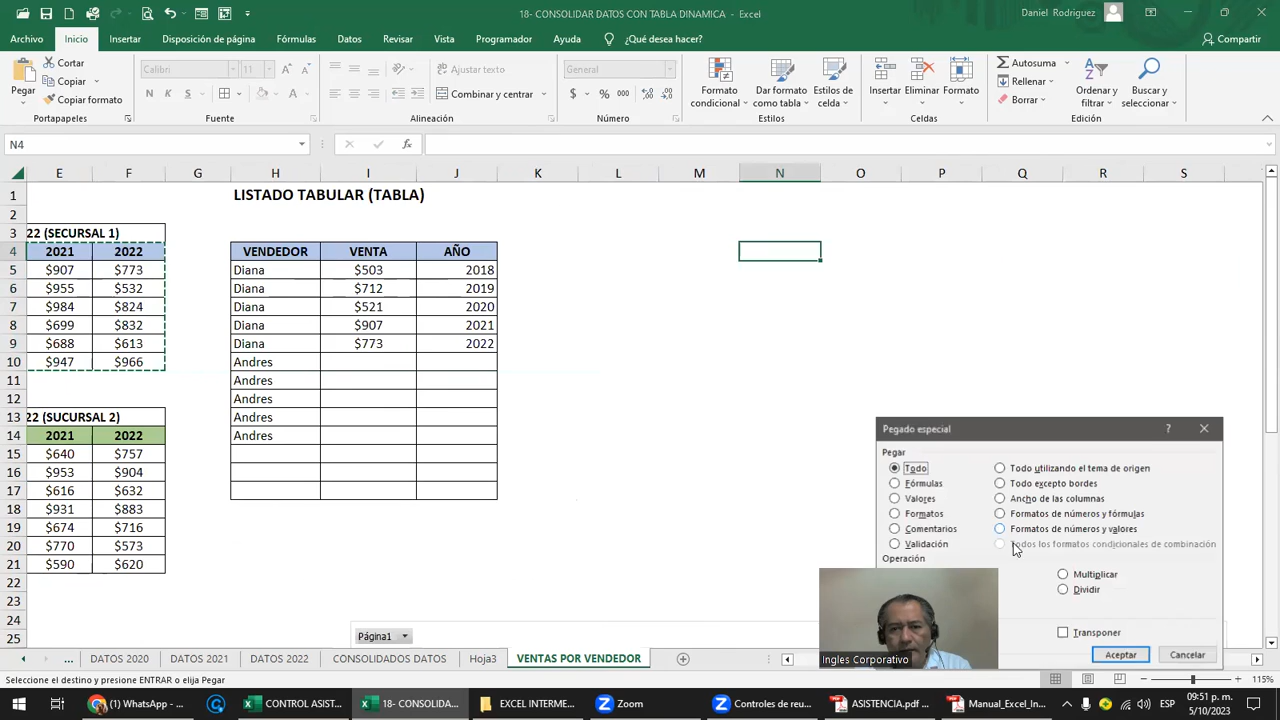 18- CONSOLIDAR DATOS CON TABLA DINAMICA - Excel
Daniel Rodriguez
Archivo Inicio Insertar Disposición de página Fórmulas Datos Revisar Vista Programador Ayuda ¿Qué desea hacer? Compartir
Pegar
Cortar
Copiar
Copiar formato
Portapapeles
Calibri 11
Fuente
Ajustar texto
Combinar y centrar
Alineación
General
$ % 000
Número
Formato condicional
Dar formato como tabla
Estilos de celda
Estilos
Insertar Eliminar Formato
Celdas
Autosuma
Rellenar
Borrar
Ordenar y filtrar
Buscar y seleccionar
Edición
N4
E F G H I J K L M N O P Q R S
1 LISTADO TABULAR (TABLA)
2
3 22 (SECURSAL 1)
4 2021 2022 VENDEDOR VENTA AÑO
5 $907 $773 Diana $503 2018
6 $955 $532 Diana $712 2019
7 $984 $824 Diana $521 2020
8 $699 $832 Diana $907 2021
9 $688 $613 Diana $773 2022
10 $947 $966 Andres
11 Andres
12 Andres
13 22 (SUCURSAL 2) Andres
14 2021 2022 Andres
15 $640 $757
16 $953 $904
17 $616 $632
18 $931 $883
19 $674 $716
20 $770 $573
21 $590 $620
22
23
24
25
Pegado especial
Pegar
Todo Todo utilizando el tema de origen
Fórmulas Todo excepto bordes
Valores Ancho de las columnas
Formatos Formatos de números y fórmulas
Comentarios Formatos de números y valores
Validación Todos los formatos condicionales de combinación
Operación
Multiplicar
Dividir
Transponer
Aceptar Cancelar
Ingles Corporativo
Página1
... DATOS 2020 DATOS 2021 DATOS 2022 CONSOLIDADOS DATOS Hoja3 VENTAS POR VENDEDOR
Seleccione el destino y presione ENTRAR o elija Pegar
115%
(1) WhatsApp - ... CONTROL ASIST... 18- CONSOLIDA... EXCEL INTERME... Zoom Controles de reu... ASISTENCIA.pdf ... Manual_Excel_In...
09:51 p. m.
5/10/2023